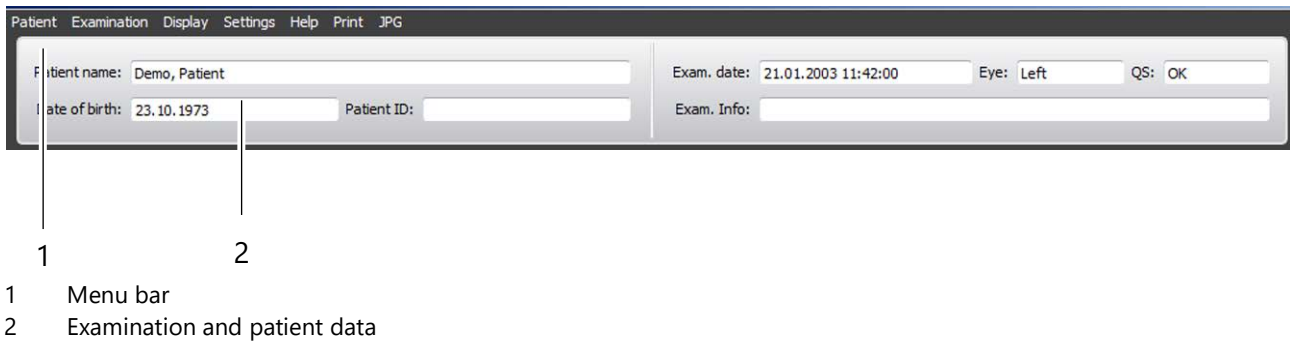 Patient Examination Display Settings Help Print JPG
Patient name: Demo, Patient Exam. date: 21.01.2003 11:42:00 Eye: Left QS: OK
Date of birth: 23.10.1973 Patient ID: Exam. Info:
1 2
1 Menu bar
2 Examination and patient data